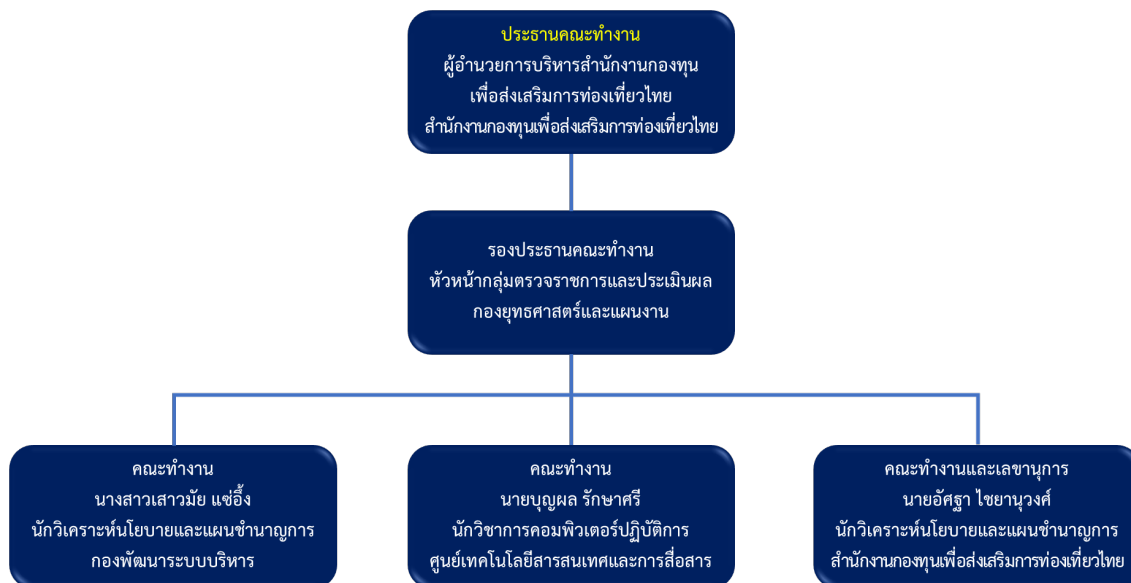 ประธานคณะทำงาน
ผู้อำนวยการบริหารสำนักงานกองทุน
เพื่อส่งเสริมการท่องเที่ยวไทย
สำนักงานกองทุนเพื่อส่งเสริมการท่องเที่ยวไทย
รองประธานคณะทำงาน
หัวหน้ากลุ่มตรวจราชการและประเมินผล
กองยุทธศาสตร์และแผนงาน
คณะทำงาน
นางสาวเสาวมัย แซ่อึ้ง
นักวิเคราะห์นโยบายและแผนชำนาญการ
กองพัฒนาระบบบริหาร
คณะทำงาน
นายบุญผล รักษาศรี
นักวิชาการคอมพิวเตอร์ปฏิบัติการ
ศูนย์เทคโนโลยีสารสนเทศและการสื่อสาร
คณะทำงานและเลขานุการ
นายอัศฐา ไชยานุวงศ์
นักวิเคราะห์นโยบายและแผนชำนาญการ
สำนักงานกองทุนเพื่อส่งเสริมการท่องเที่ยวไทย